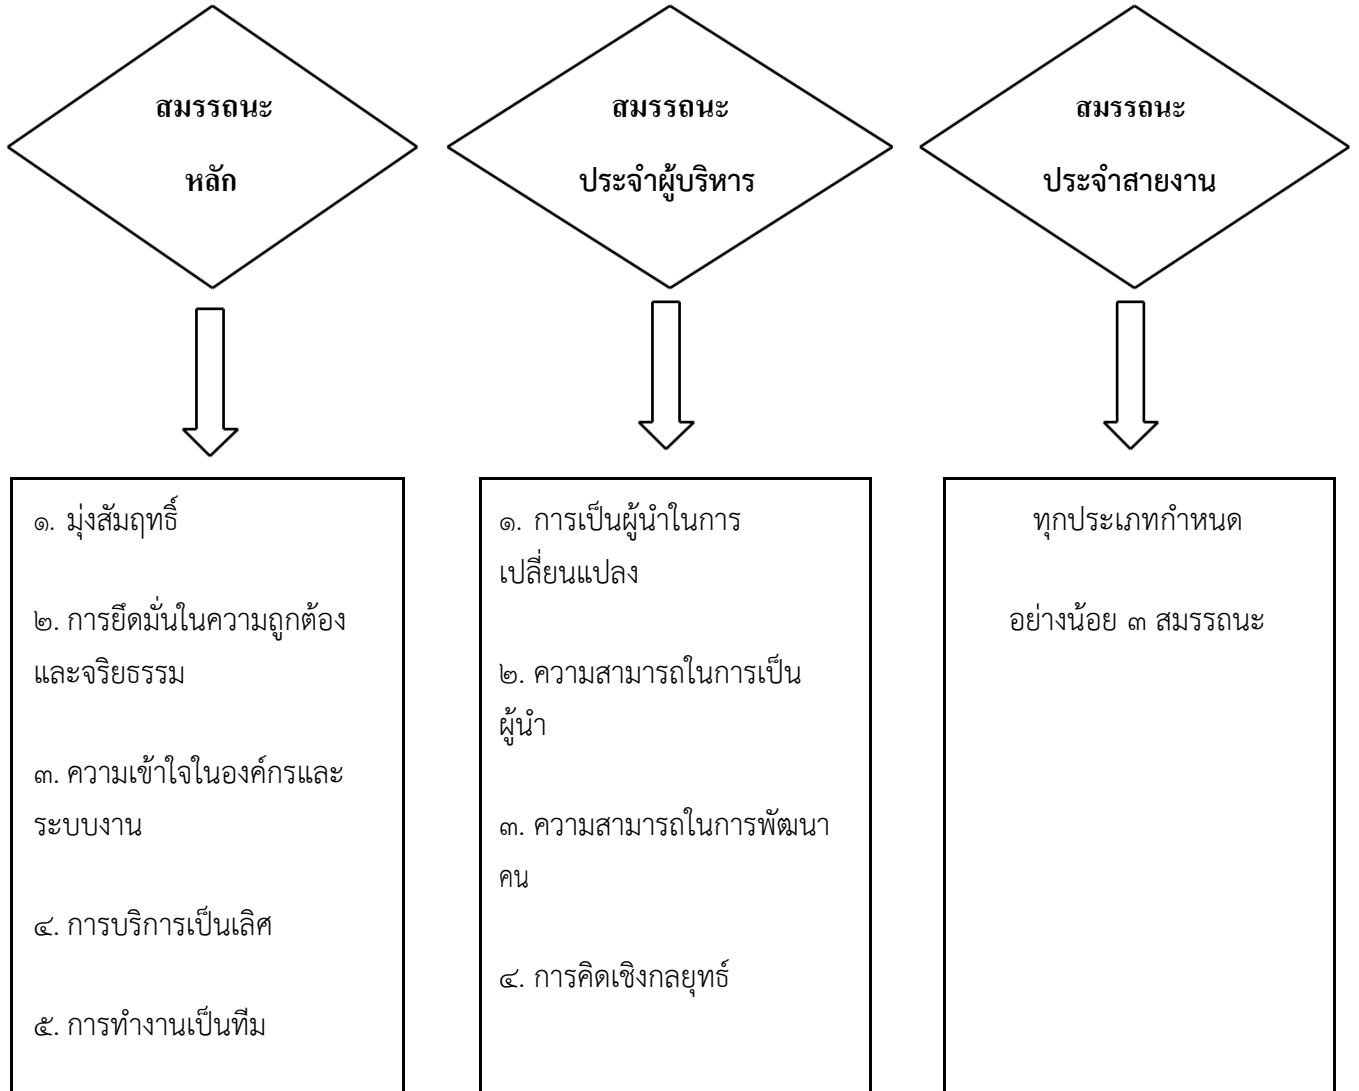 สมรรถนะ
หลัก
สมรรถนะ
ประจำผู้บริหาร
สมรรถนะ
ประจำสายงาน
๑. มุ่งสัมฤทธิ์
๒. การยึดมั่นในความถูกต้อง
และจริยธรรม
๓. ความเข้าใจในองค์กรและ
ระบบงาน
๔. การบริการเป็นเลิศ
๕. การทำงานเป็นทีม
๑. การเป็นผู้นำในการ
เปลี่ยนแปลง
๒. ความสามารถในการเป็น
ผู้นำ
๓. ความสามารถในการพัฒนา
คน
๔. การคิดเชิงกลยุทธ์
ทุกประเภทกำหนด
อย่างน้อย ๓ สมรรถนะ